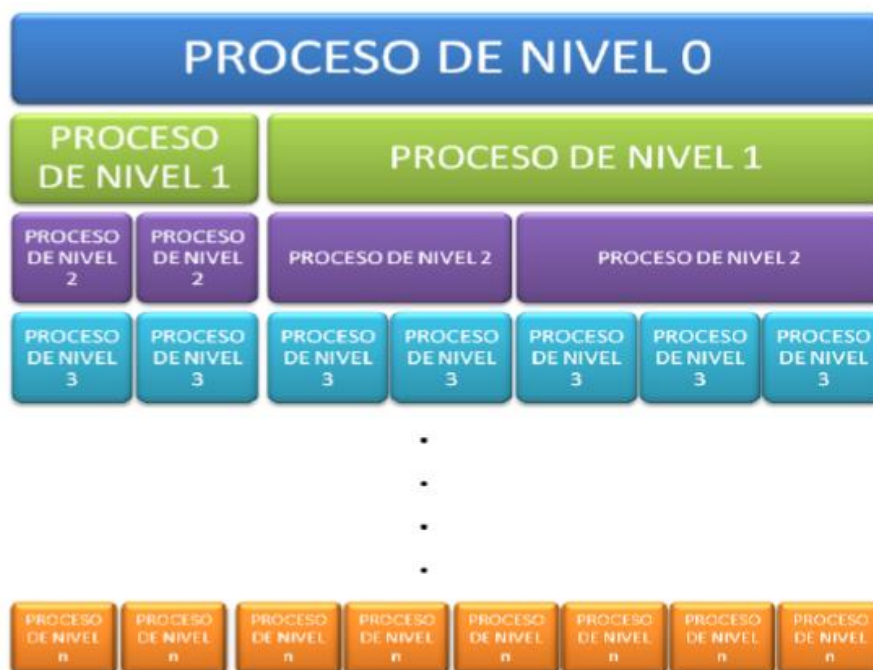 PROCESO DE NIVEL 0
PROCESO
DE NIVEL 1
PROCESO DE NIVEL 1
PROCESO
DE NIVEL
2
PROCESO
DE NIVEL
2
PROCESO DE NIVEL 2
PROCESO DE NIVEL 2
PROCESO
DE NIVEL
3
PROCESO
DE NIVEL
3
PROCESO
DE NIVEL
3
PROCESO
DE NIVEL
3
PROCESO
DE NIVEL
3
PROCESO
DE NIVEL
3
PROCESO
DE NIVEL
3
PROCESO
DE NIVEL
n
PROCESO
DE NIVEL
n
PROCESO
DE NIVEL
n
PROCESO
DE NIVEL
n
PROCESO
DE NIVEL
n
PROCESO
DE NIVEL
n
PROCESO
DE NIVEL
n
PROCESO
DE NIVEL
n